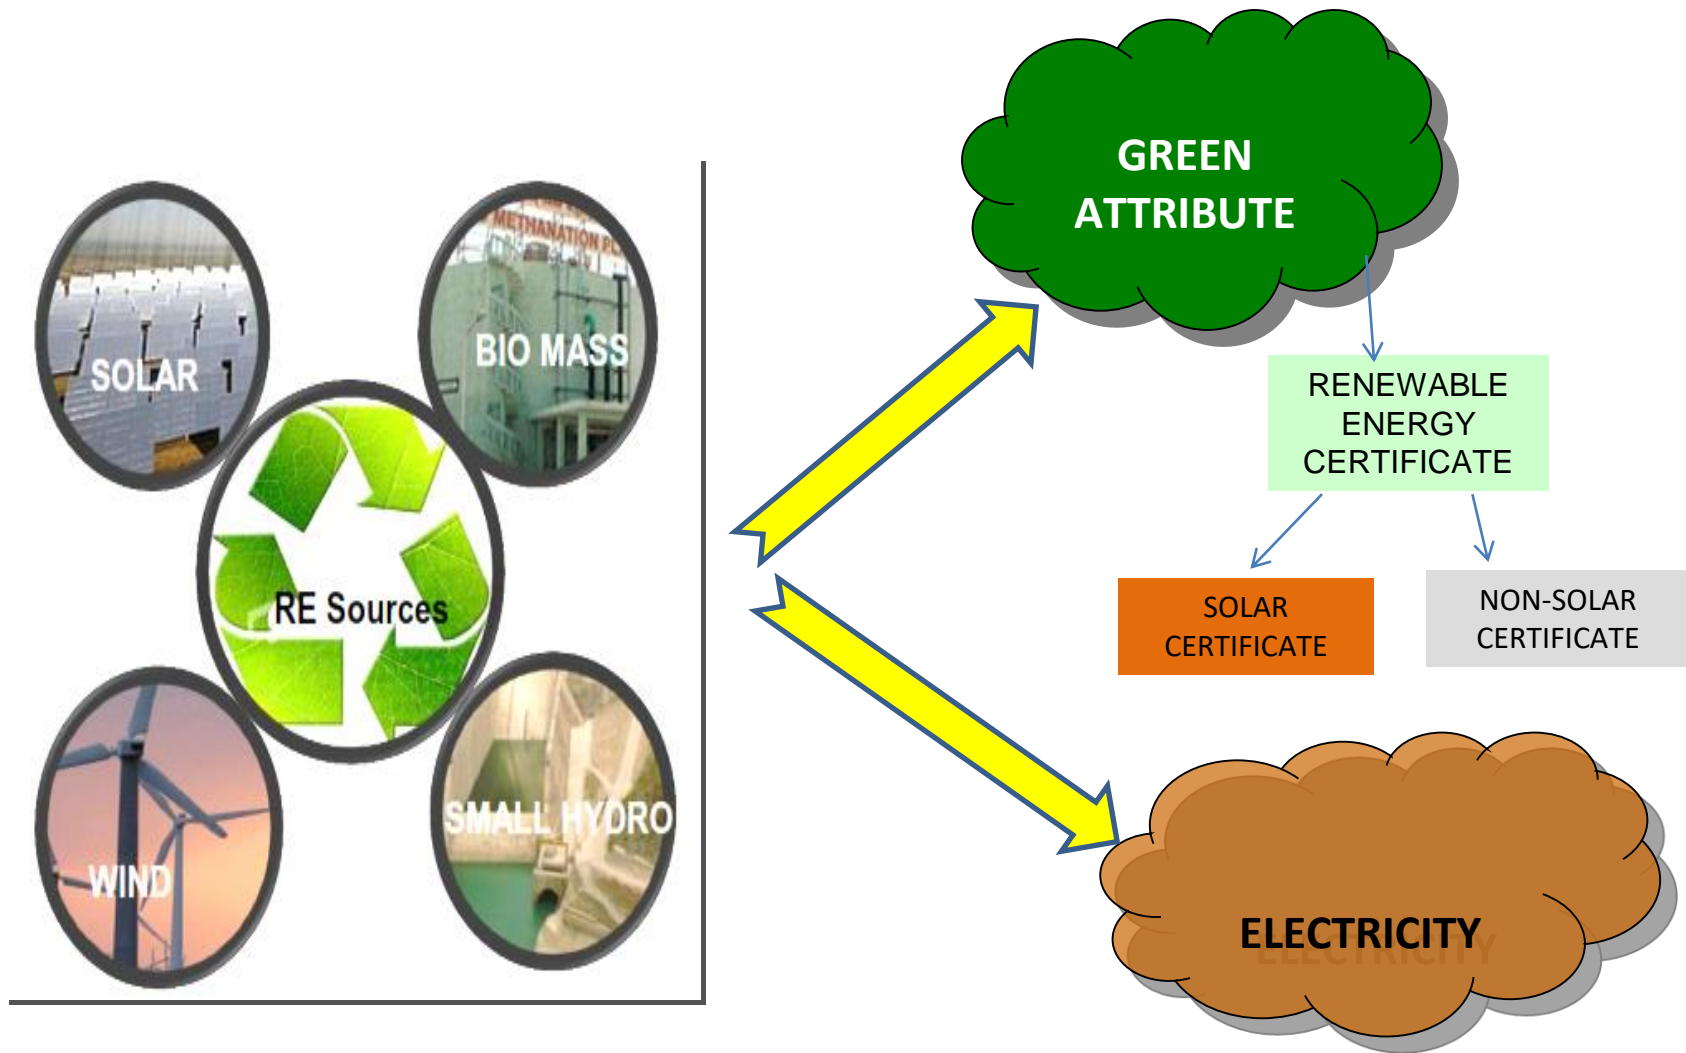 GREEN
ATTRIBUTE
METHANATION
SOLAR
BIO MASS
RENEWABLE
ENERGY
CERTIFICATE
RE Sources
SOLAR
CERTIFICATE
NON-SOLAR
CERTIFICATE
WIND
SMALL HYDRO
ELECTRICITY